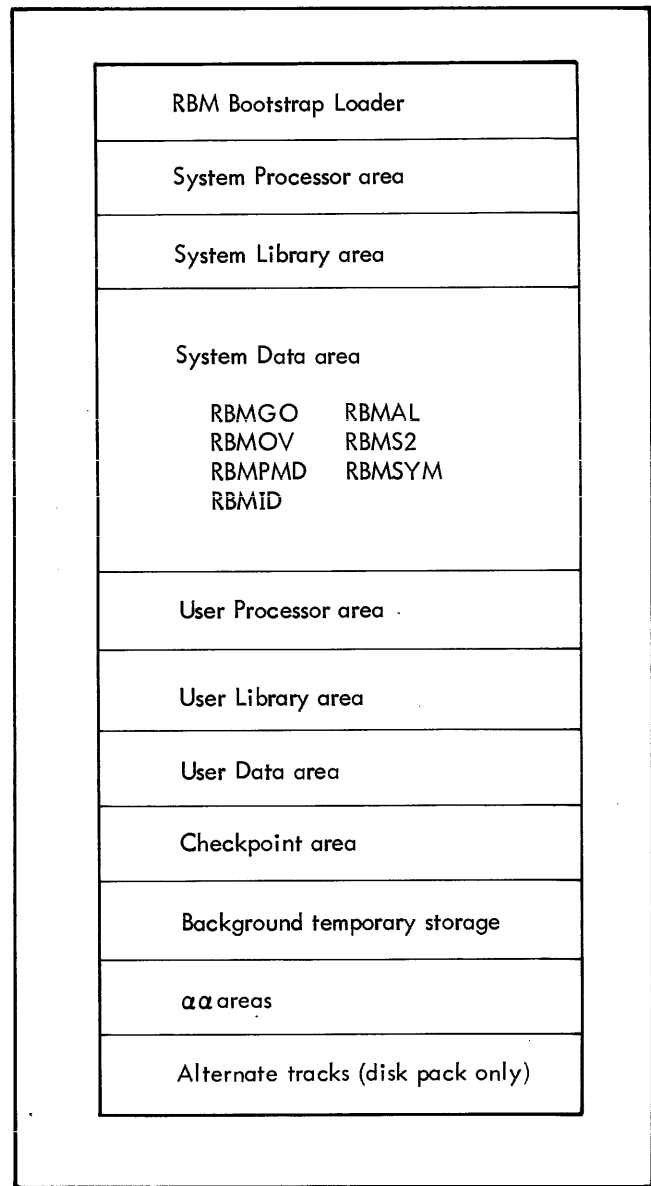 RBM Bootstrap Loader
System Processor area
System Library area
System Data area
RBMGO RBMAL
RBMOV RBMS2
RBMPMD RBMSYM
RBMID
User Processor area
User Library area
User Data area
Checkpoint area
Background temporary storage
αα areas
Alternate tracks (disk pack only)